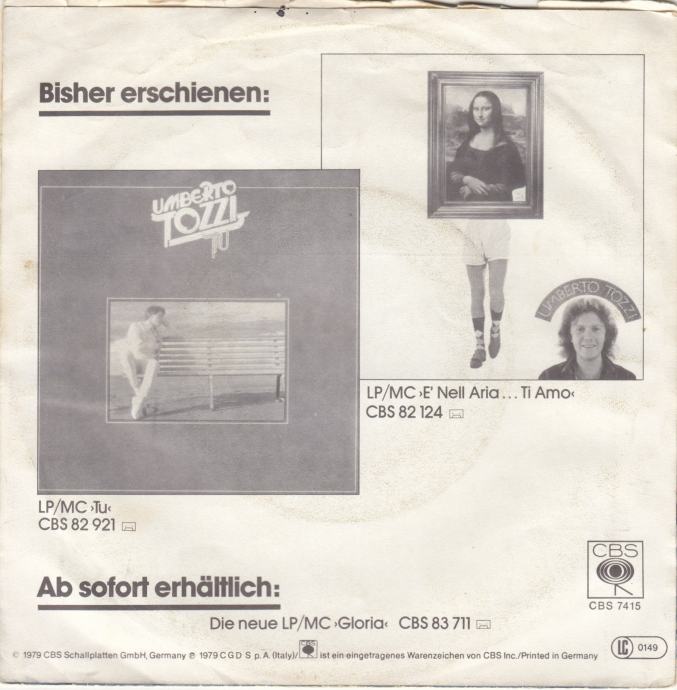 Bisher erschienen:
UMBERTO
TOZZI
TU
UMBERTO TOZZI
LP/MC ›E' Nell Aria... Ti Amo‹
CBS 82 124
LP/MC ›Tu‹
CBS 82 921
CBS
CBS 7415
Ab sofort erhältlich:
Die neue LP/MC ›Gloria‹ CBS 83 711
© 1979 CBS Schallplatten GmbH, Germany ℗ 1979 C G D S p. A. (Italy)/ CBS ist ein eingetragenes Warenzeichen von CBS Inc./Printed in Germany
LC 0149